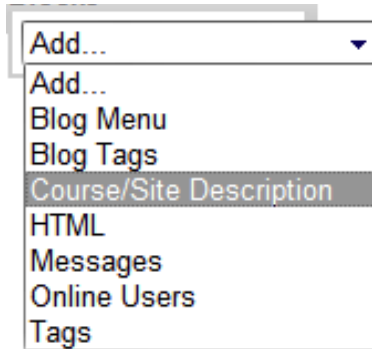 Add...
Add...
Blog Menu
Blog Tags
Course/Site Description
HTML
Messages
Online Users
Tags